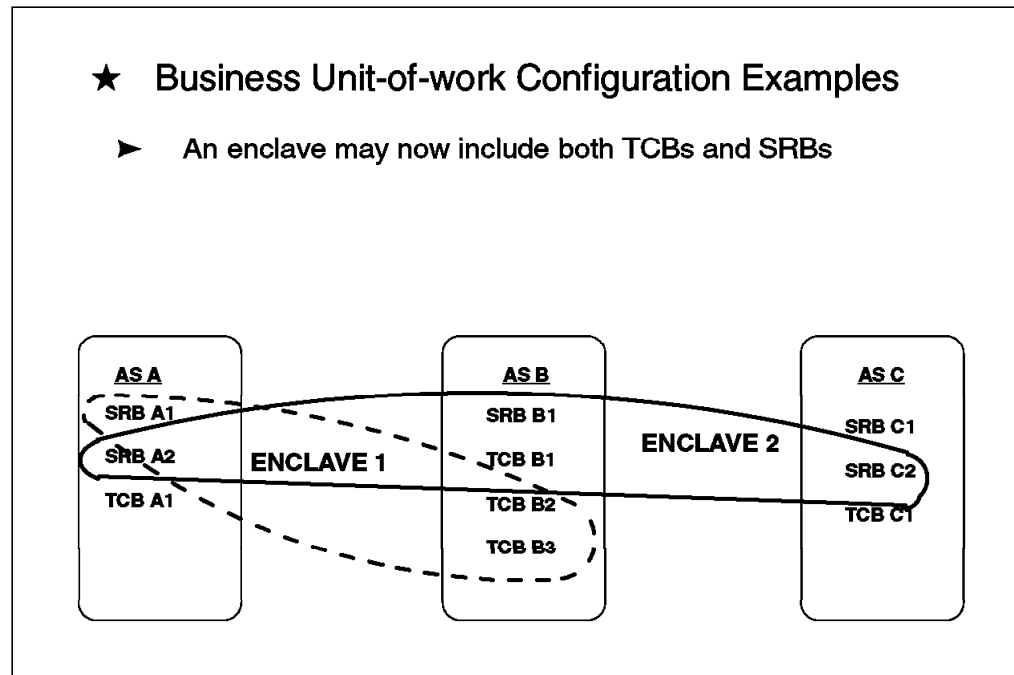 ★ Business Unit-of-work Configuration Examples
➤ An enclave may now include both TCBs and SRBs
AS A
SRB A1
SRB A2
TCB A1
ENCLAVE 1
AS B
SRB B1
TCB B1
TCB B2
TCB B3
ENCLAVE 2
AS C
SRB C1
SRB C2
TCB C1